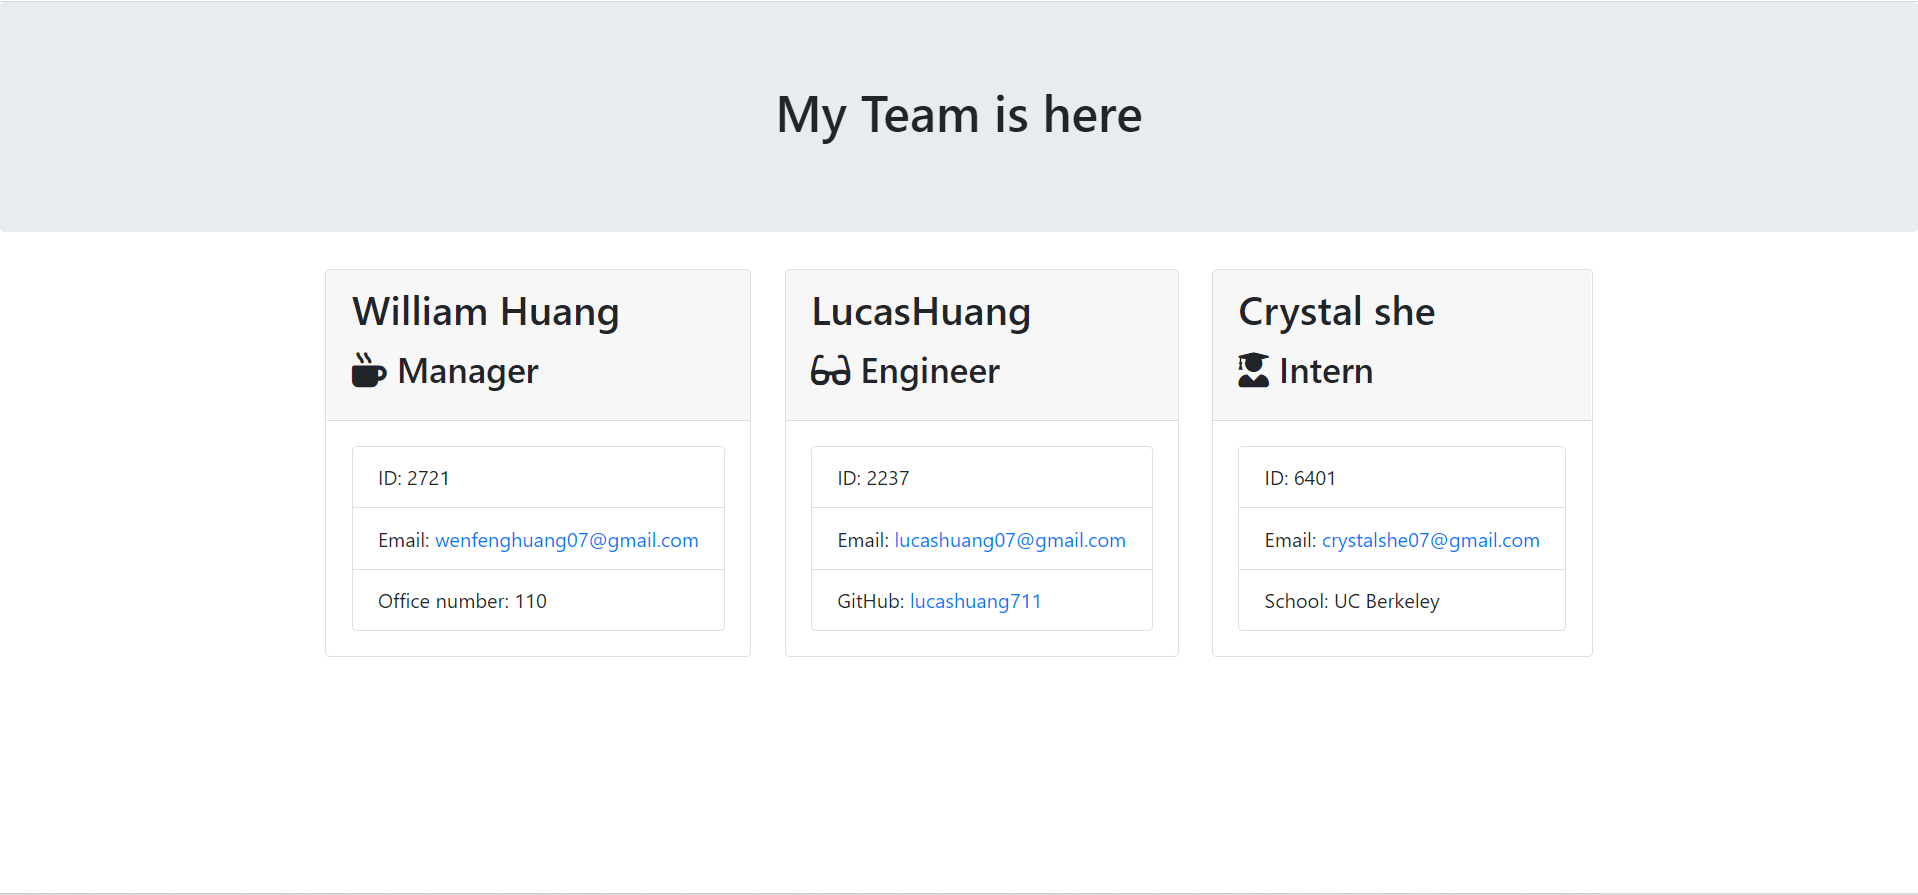 My Team is here
William Huang
Manager
ID: 2721
Email: wenfenghuang07@gmail.com
Office number: 110
LucasHuang
Engineer
ID: 2237
Email: lucashuang07@gmail.com
GitHub: lucashuang711
Crystal she
Intern
ID: 6401
Email: crystalshe07@gmail.com
School: UC Berkeley